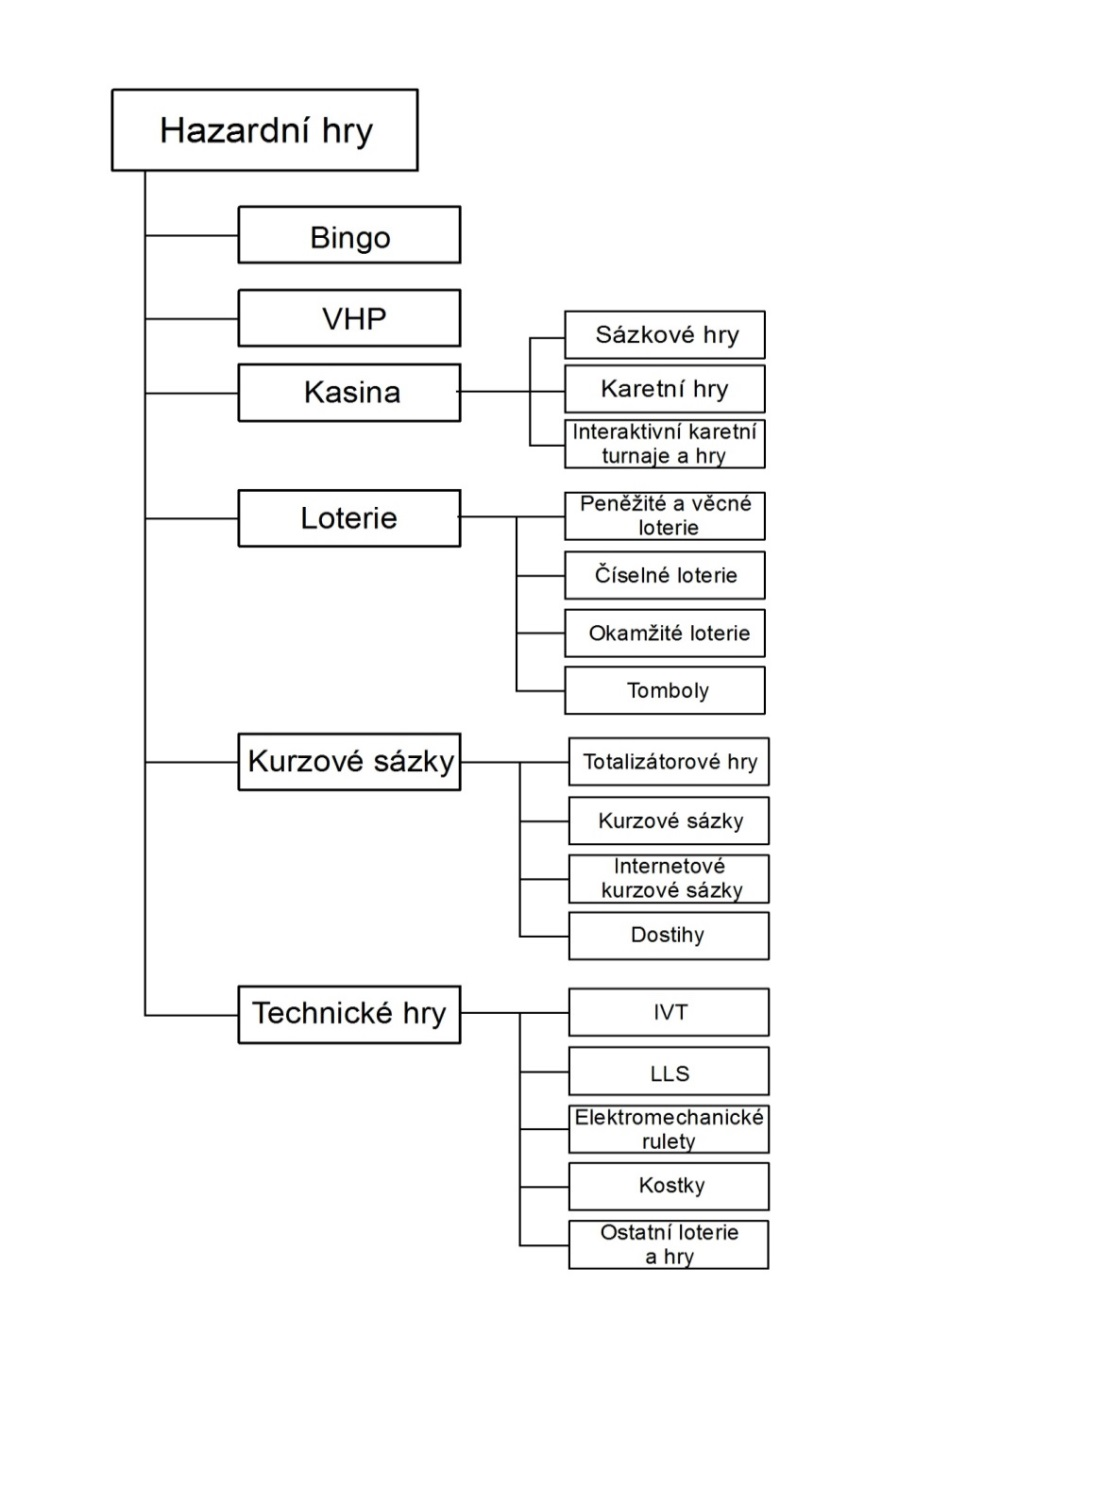 Hazardní hry
Bingo
VHP
Kasina
Sázkové hry
Karetní hry
Interaktivní karetní
turnaje a hry
Loterie
Peněžité a věcné
loterie
Číselné loterie
Okamžité loterie
Tomboly
Kurzové sázky
Totalizátorové hry
Kurzové sázky
Internetové
kurzové sázky
Dostihy
Technické hry
IVT
LLS
Elektromechanické
rulety
Kostky
Ostatní loterie
a hry